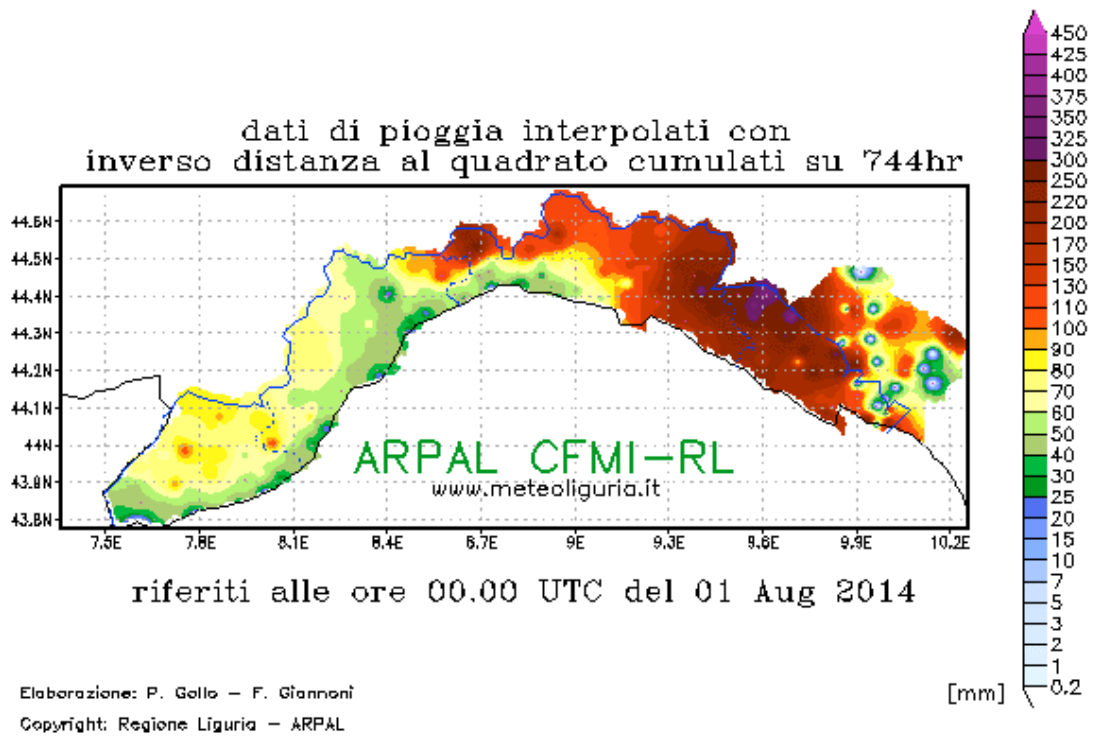 dati di pioggia interpolati con
inverso distanza al quadrato cumulati su 744hr
450
425
400
375
350
325
300
250
200
170
150
130
110
100
90
80
70
60
50
40
30
25
20
15
10
7
5
3
2
1
0.2
[mm]
44.6N
44.5N
44.4N
44.3N
44.2N
44.1N
44N
43.9N
43.8N
ARPAL CFMI-RL
www.meteoliguria.it
7.5E 7.8E 8.1E 8.4E 8.7E 9E 9.3E 9.6E 9.9E 10.2E
riferiti alle ore 00.00 UTC del 01 Aug 2014
Elaborazione: P. Gollo - F. Giannoni
Copyright: Regione Liguria - ARPAL